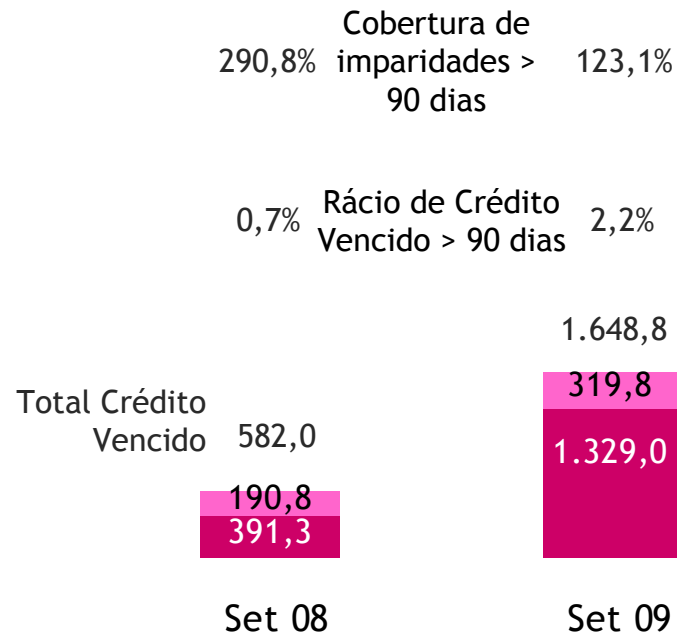 Cobertura de
290,8% imparidades > 123,1%
90 dias
0,7% Rácio de Crédito 2,2%
Vencido > 90 dias
1.648,8
319,8
Total Crédito
Vencido 582,0
1.329,0
190,8
391,3
Set 08 Set 09